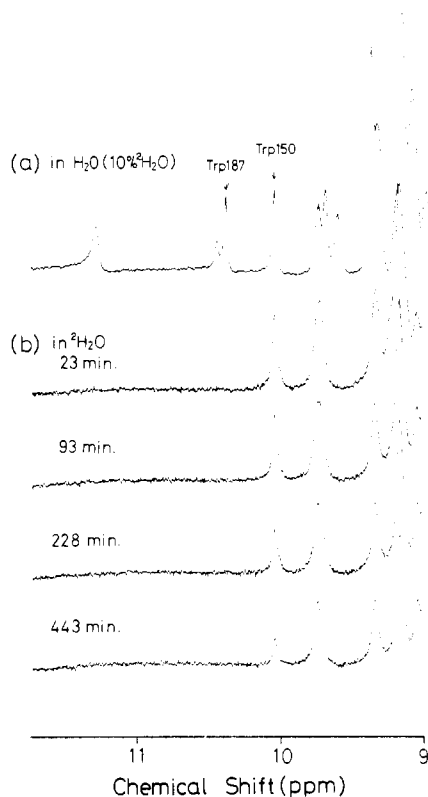 (a) in H₂O (10%²H₂O)
Trp187
Trp150
(b) in ²H₂O
23 min.
93 min.
228 min.
443 min.
11 10 9
Chemical Shift (ppm)